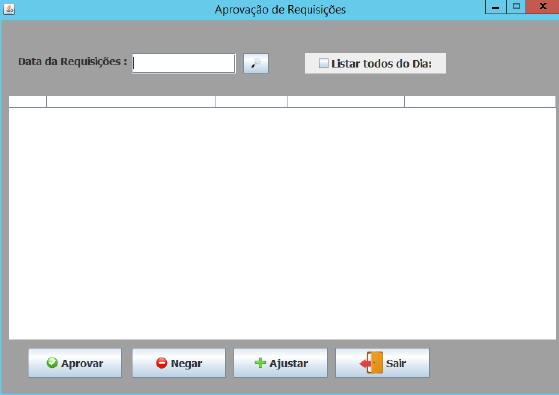 Aprovação de Requisições
Data da Requisições :
Listar todos do Dia:
Aprovar
Negar
Ajustar
Sair